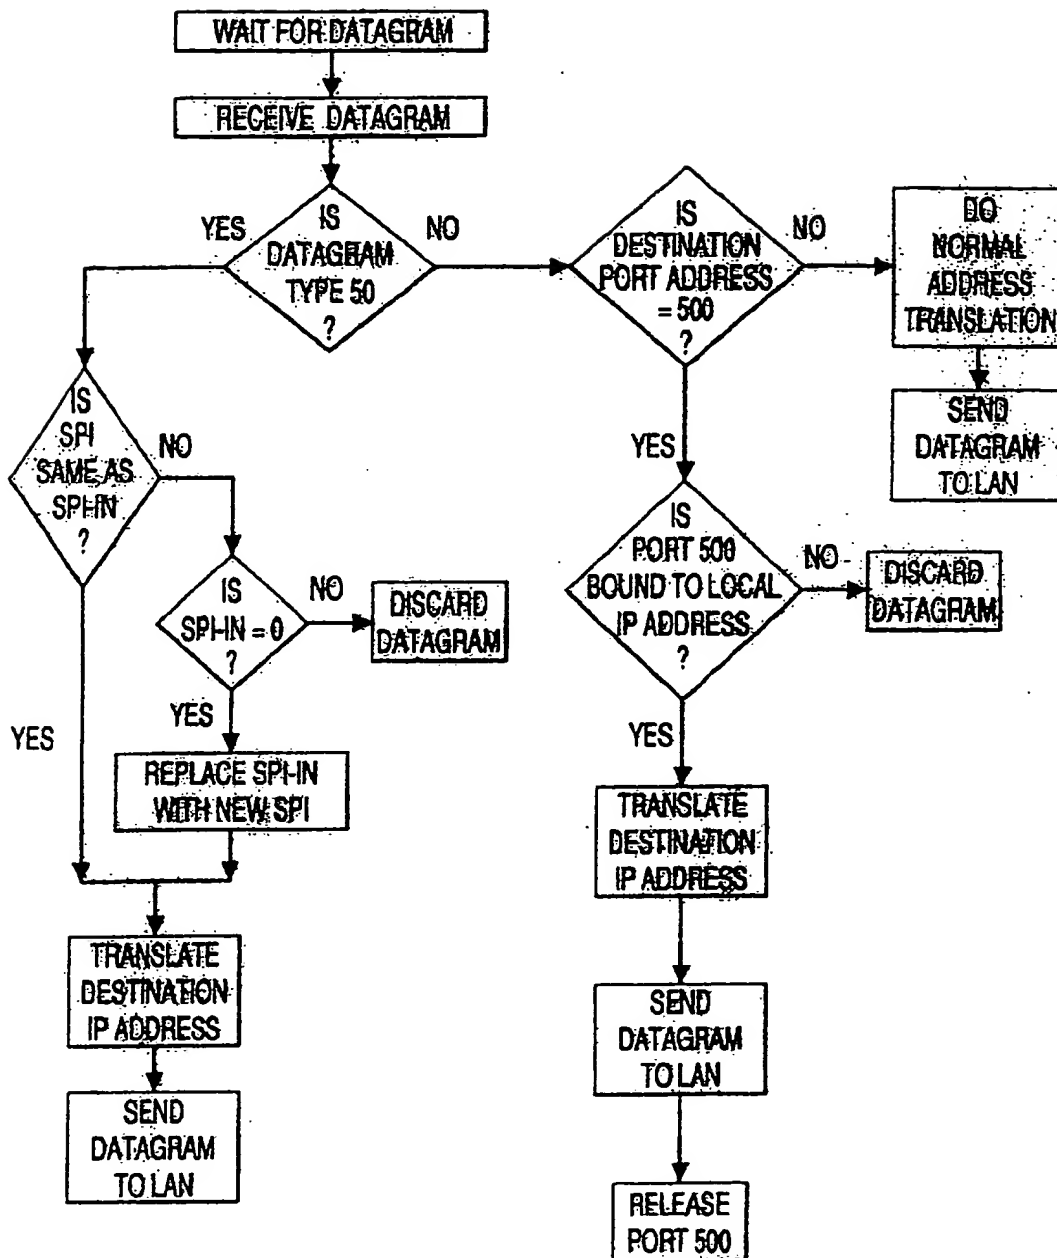 WAIT FOR DATAGRAM
RECEIVE DATAGRAM
IS
DATAGRAM
TYPE 50
?
YES
NO
IS
DESTINATION
PORT ADDRESS
= 500
?
NO
DO
NORMAL
ADDRESS
TRANSLATION
SEND
DATAGRAM
TO LAN
IS
SPI
SAME AS
SPI-IN
?
NO
YES
IS
SPI-IN = 0
?
NO
DISCARD
DATAGRAM
YES
REPLACE SPI-IN
WITH NEW SPI
TRANSLATE
DESTINATION
IP ADDRESS
SEND
DATAGRAM
TO LAN
YES
IS
PORT 500
BOUND TO LOCAL
IP ADDRESS
?
NO
DISCARD
DATAGRAM
YES
TRANSLATE
DESTINATION
IP ADDRESS
SEND
DATAGRAM
TO LAN
RELEASE
PORT 500